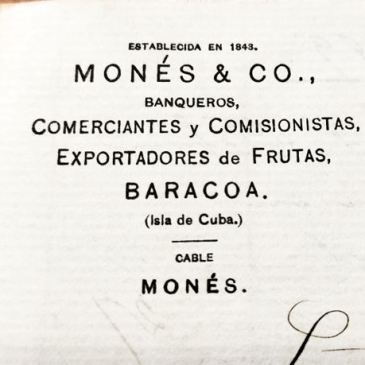 ESTABLECIDA EN 1843.
MONÉS & CO.,
BANQUEROS,
COMERCIANTES y COMISIONISTAS,
EXPORTADORES de FRUTAS,
BARACOA.
(Isla de Cuba.)
CABLE
MONÉS.